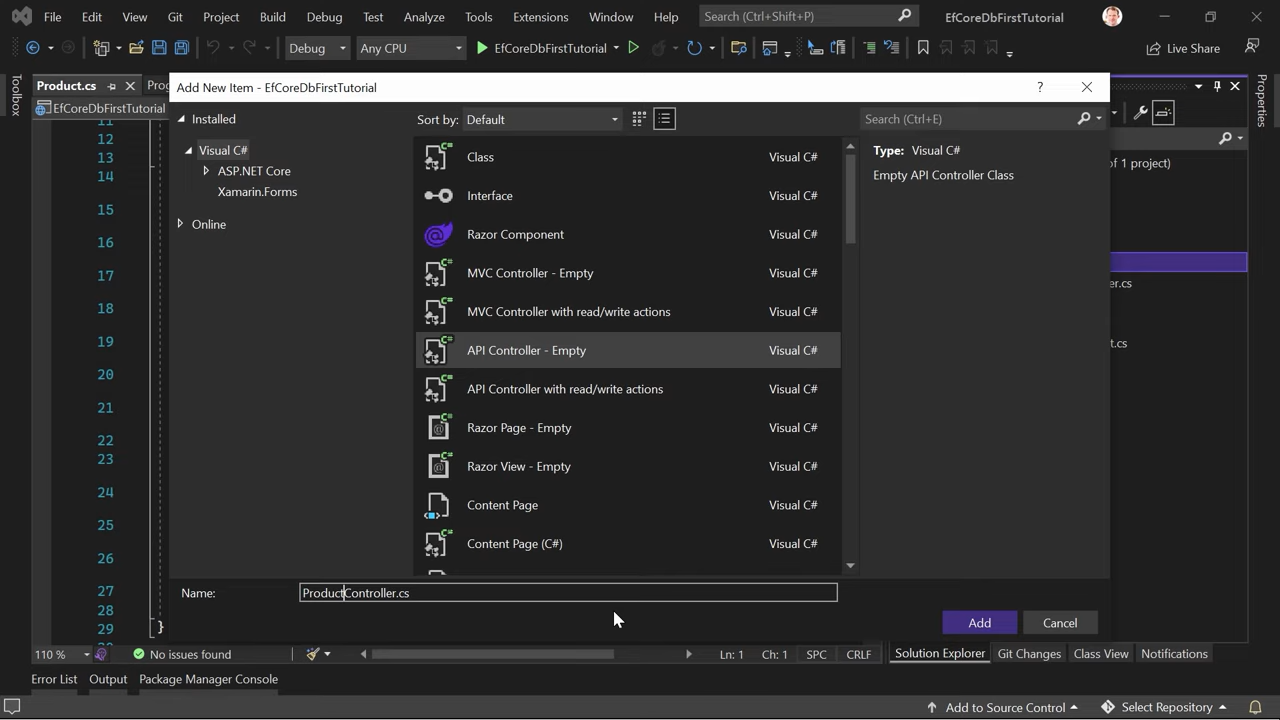 File Edit View Git Project Build Debug Test Analyze Tools Extensions Window Help Search (Ctrl+Shift+P) EfCoreDbFirstTutorial
Debug Any CPU EfCoreDbFirstTutorial Live Share
Toolbox
Product.cs
EfCoreDbFirstTutorial
Add New Item - EfCoreDbFirstTutorial ?
Installed
Visual C#
ASP.NET Core
Xamarin.Forms
Online
Sort by: Default
Class Visual C#
Interface Visual C#
Razor Component Visual C#
MVC Controller - Empty Visual C#
MVC Controller with read/write actions Visual C#
API Controller - Empty Visual C#
API Controller with read/write actions Visual C#
Razor Page - Empty Visual C#
Razor View - Empty Visual C#
Content Page Visual C#
Content Page (C#) Visual C#
Search (Ctrl+E)
Type: Visual C#
Empty API Controller Class
Name: ProductController.cs
Add Cancel
of 1 project)
er.cs
t.cs
Properties
12
13
14
15
16
17
18
19
20
21
22
23
24
25
26
27
28
29 }
110 % No issues found Ln: 1 Ch: 1 SPC CRLF
Solution Explorer Git Changes Class View Notifications
Error List Output Package Manager Console
Add to Source Control Select Repository